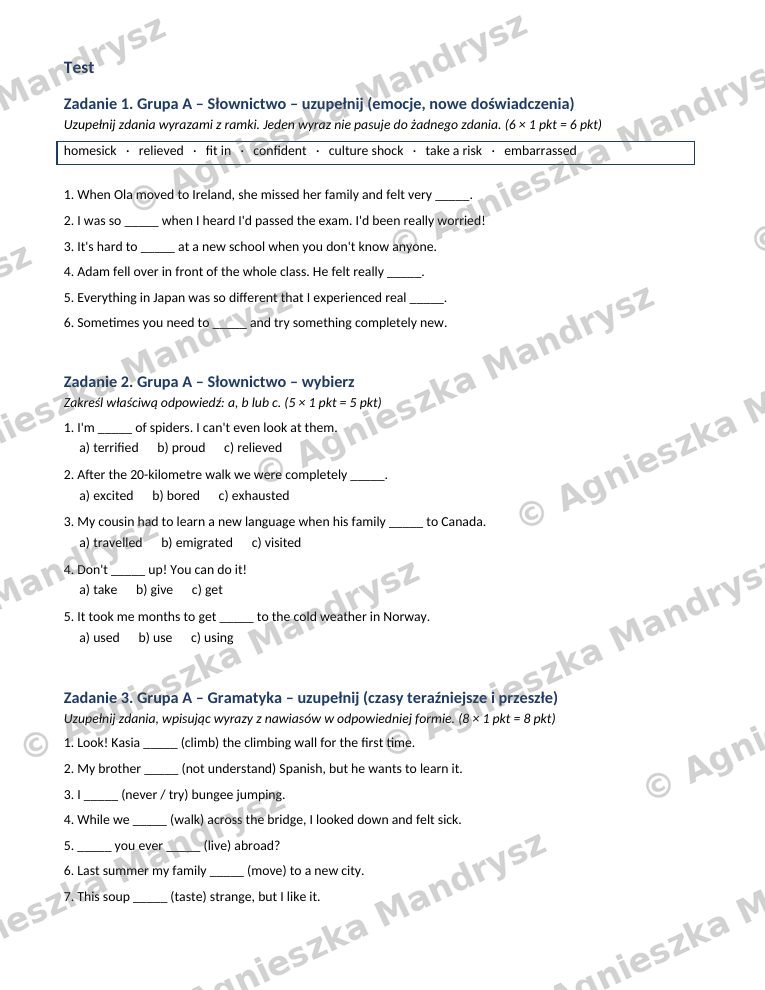 Test
Zadanie 1. Grupa A – Słownictwo – uzupełnij (emocje, nowe doświadczenia)
Uzupełnij zdania wyrazami z ramki. Jeden wyraz nie pasuje do żadnego zdania. (6 × 1 pkt = 6 pkt)
homesick · relieved · fit in · confident · culture shock · take a risk · embarrassed
1. When Ola moved to Ireland, she missed her family and felt very _____.
2. I was so _____ when I heard I'd passed the exam. I'd been really worried!
3. It's hard to _____ at a new school when you don't know anyone.
4. Adam fell over in front of the whole class. He felt really _____.
5. Everything in Japan was so different that I experienced real _____.
6. Sometimes you need to _____ and try something completely new.
Zadanie 2. Grupa A – Słownictwo – wybierz
Zakreśl właściwą odpowiedź: a, b lub c. (5 × 1 pkt = 5 pkt)
1. I'm _____ of spiders. I can't even look at them.
a) terrified b) proud c) relieved
2. After the 20-kilometre walk we were completely _____.
a) excited b) bored c) exhausted
3. My cousin had to learn a new language when his family _____ to Canada.
a) travelled b) emigrated c) visited
4. Don't _____ up! You can do it!
a) take b) give c) get
5. It took me months to get _____ to the cold weather in Norway.
a) used b) use c) using
Zadanie 3. Grupa A – Gramatyka – uzupełnij (czasy teraźniejsze i przeszłe)
Uzupełnij zdania, wpisując wyrazy z nawiasów w odpowiedniej formie. (8 × 1 pkt = 8 pkt)
1. Look! Kasia _____ (climb) the climbing wall for the first time.
2. My brother _____ (not understand) Spanish, but he wants to learn it.
3. I _____ (never / try) bungee jumping.
4. While we _____ (walk) across the bridge, I looked down and felt sick.
5. _____ you ever _____ (live) abroad?
6. Last summer my family _____ (move) to a new city.
7. This soup _____ (taste) strange, but I like it.
© Agnieszka Mandrysz